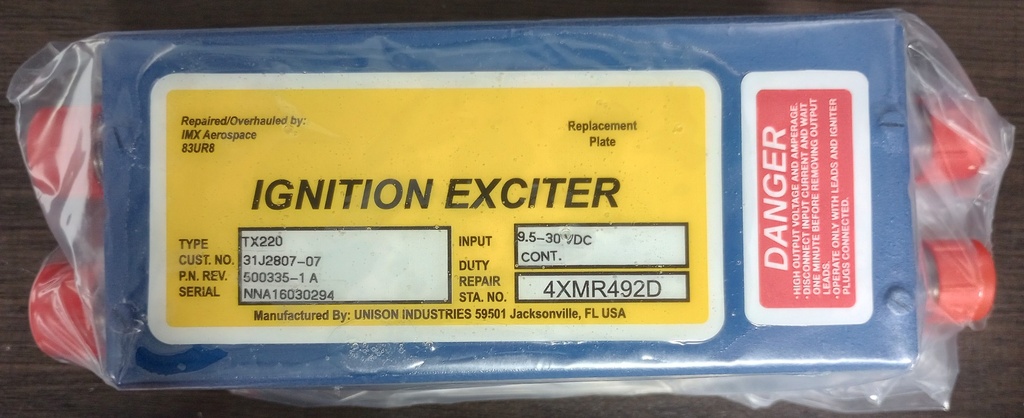 Repaired/Overhauled by:
IMX Aerospace
83UR8
Replacement
Plate
IGNITION EXCITER
TYPE TX220
CUST. NO. 31J2807-07
P.N. REV. 500335-1 A
SERIAL NNA16030294
INPUT 9.5-30 VDC
DUTY CONT.
REPAIR
STA. NO. 4XMR492D
Manufactured By: UNISON INDUSTRIES 59501 Jacksonville, FL USA
DANGER
·HIGH OUTPUT VOLTAGE AND AMPERAGE.
·DISCONNECT INPUT CURRENT AND WAIT
ONE MINUTE BEFORE REMOVING OUTPUT
LEADS.
·OPERATE ONLY WITH LEADS AND IGNITER
PLUGS CONNECTED.